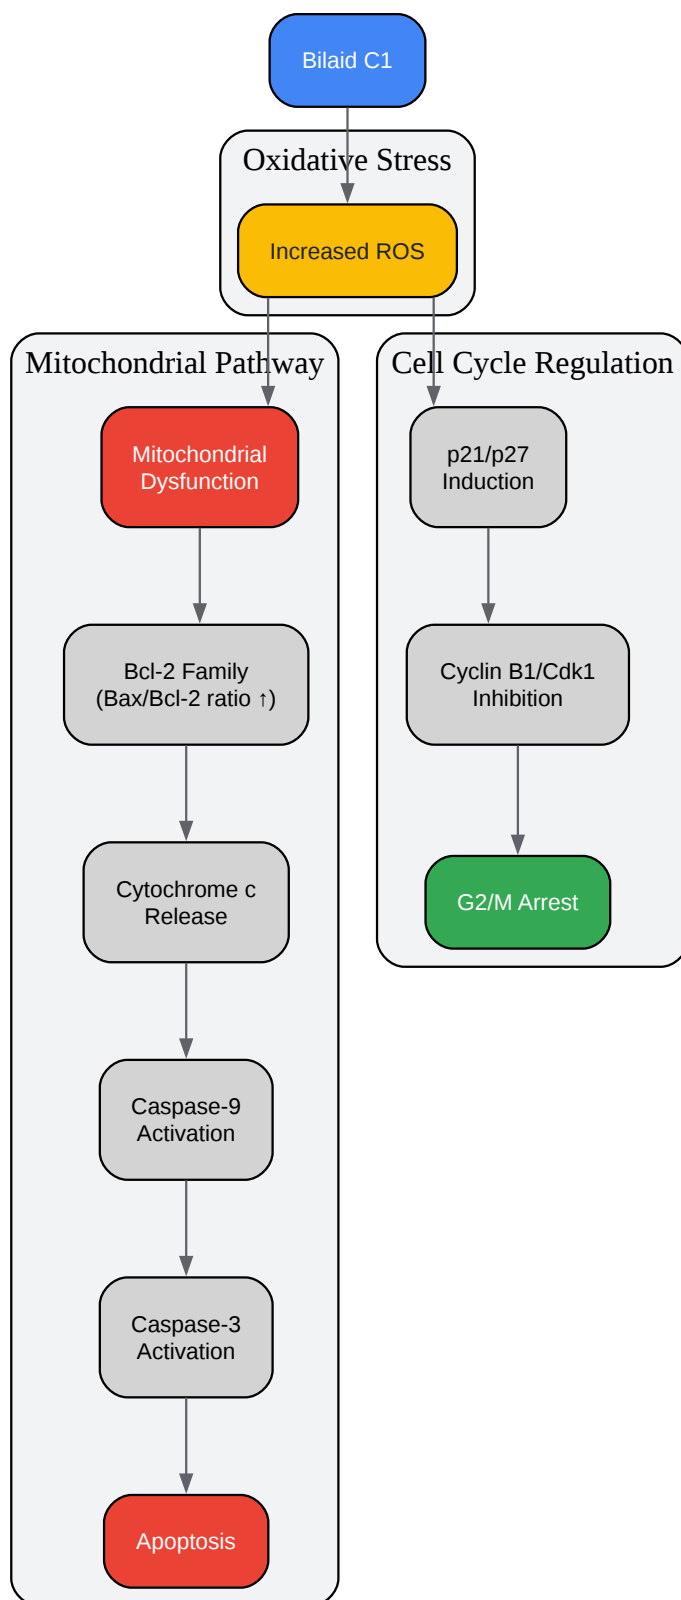 Bilaid C1
Oxidative Stress
Increased ROS
Mitochondrial Pathway
Mitochondrial
Dysfunction
Bcl-2 Family
(Bax/Bcl-2 ratio ↑)
Cytochrome c
Release
Caspase-9
Activation
Caspase-3
Activation
Apoptosis
Cell Cycle Regulation
p21/p27
Induction
Cyclin B1/Cdk1
Inhibition
G2/M Arrest